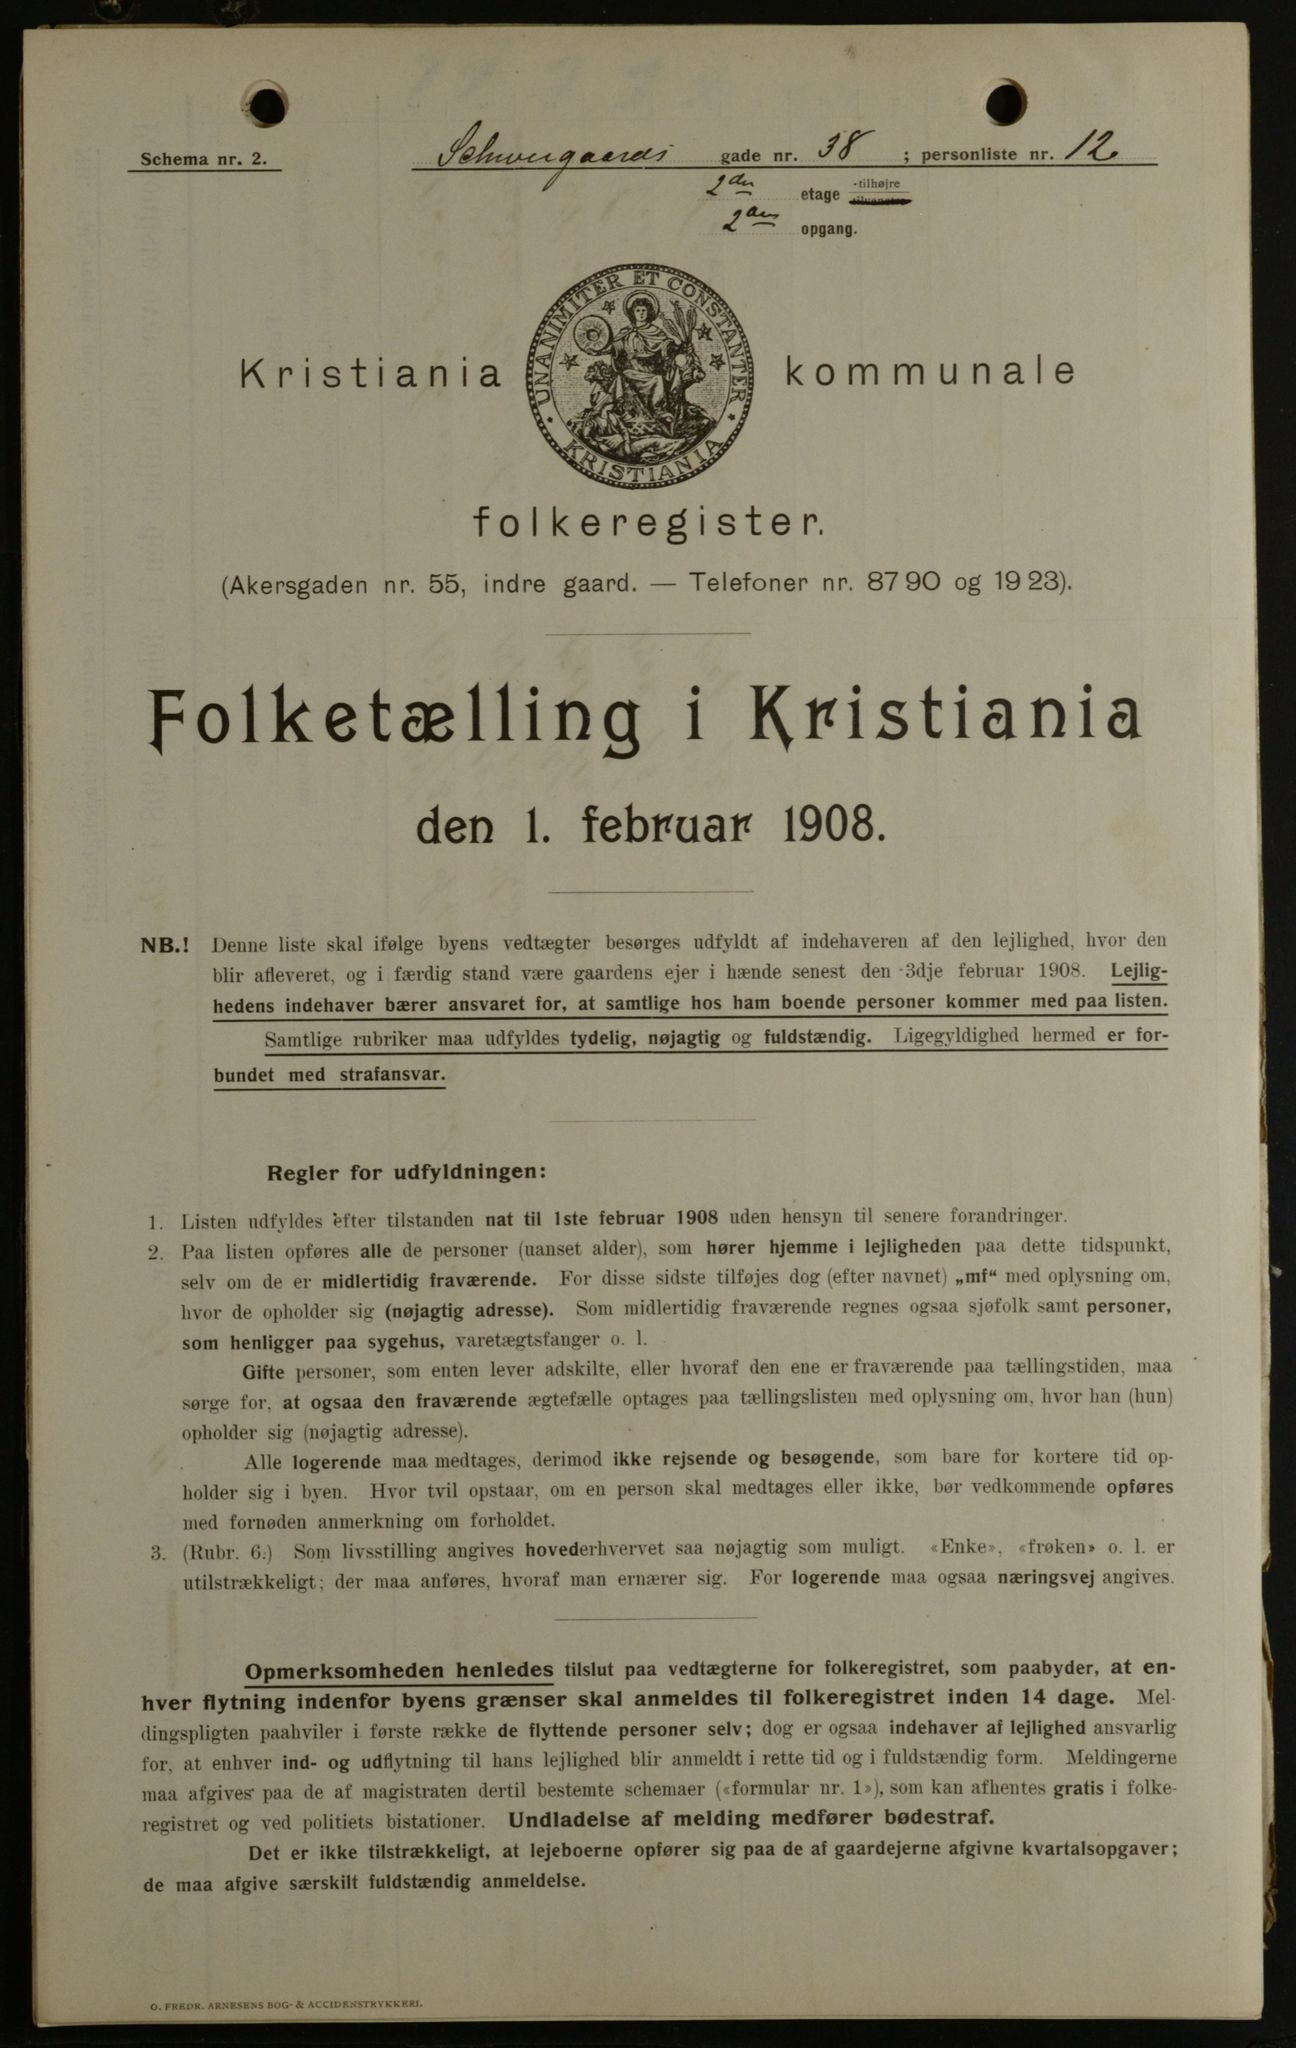 Schema nr. 2.
Schweigaards gade nr. 38 ; personliste nr. 12
2den etage tilhøjre tilvenstre
2den opgang.
UNANIMITER ET CONSTANTER
KRISTIANIA
Kristiania kommunale
folkeregister.
(Akersgaden nr. 55, indre gaard. — Telefoner nr. 8790 og 1923).
Folketælling i Kristiania
den 1. februar 1908.
NB.! Denne liste skal ifølge byens vedtægter besørges udfyldt af indehaveren af den lejlighed, hvor den
blir afleveret, og i færdig stand være gaardens ejer i hænde senest den 3dje februar 1908. Lejlig-
hedens indehaver bærer ansvaret for, at samtlige hos ham boende personer kommer med paa listen.
Samtlige rubriker maa udfyldes tydelig, nøjagtig og fuldstændig. Ligegyldighed hermed er for-
bundet med strafansvar.
Regler for udfyldningen:
1. Listen udfyldes efter tilstanden nat til 1ste februar 1908 uden hensyn til senere forandringer.
2. Paa listen opføres alle de personer (uanset alder), som hører hjemme i lejligheden paa dette tidspunkt,
selv om de er midlertidig fraværende. For disse sidste tilføjes dog (efter navnet) „mf“ med oplysning om,
hvor de opholder sig (nøjagtig adresse). Som midlertidig fraværende regnes ogsaa sjøfolk samt personer,
som henligger paa sygehus, varetægtsfanger o. l.
Gifte personer, som enten lever adskilte, eller hvoraf den ene er fraværende paa tællingstiden, maa
sørge for, at ogsaa den fraværende ægtefælle optages paa tællingslisten med oplysning om, hvor han (hun)
opholder sig (nøjagtig adresse).
Alle logerende maa medtages, derimod ikke rejsende og besøgende, som bare for kortere tid op-
holder sig i byen. Hvor tvil opstaar, om en person skal medtages eller ikke, bør vedkommende opføres
med fornøden anmerkning om forholdet.
3. (Rubr. 6.) Som livsstilling angives hovederhvervet saa nøjagtig som muligt. «Enke», «frøken» o. l. er
utilstrækkeligt; der maa anføres, hvoraf man ernærer sig. For logerende maa ogsaa næringsvej angives.
Opmerksomheden henledes tilslut paa vedtægterne for folkeregistret, som paabyder, at en-
hver flytning indenfor byens grænser skal anmeldes til folkeregistret inden 14 dage. Mel-
dingspligten paahviler i første række de flyttende personer selv; dog er ogsaa indehaver af lejlighed ansvarlig
for, at enhver ind- og udflytning til hans lejlighed blir anmeldt i rette tid og i fuldstændig form. Meldingerne
maa afgives paa de af magistraten dertil bestemte schemaer («formular nr. 1»), som kan afhentes gratis i folke-
registret og ved politiets bistationer. Undladelse af melding medfører bødestraf.
Det er ikke tilstrækkeligt, at lejeboerne opfører sig paa de af gaardejerne afgivne kvartalsopgaver;
de maa afgive særskilt fuldstændig anmeldelse.
O. FREDR. ARNESENS BOG- & ACCIDENSTRYKKERI.